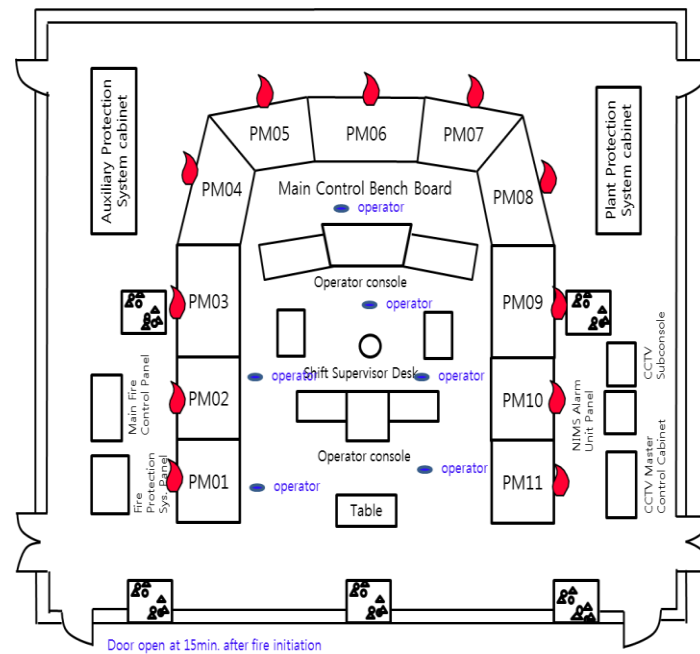 Auxiliary Protection
System cabinet
PM05
PM06
PM07
Plant Protection
System cabinet
PM04
Main Control Bench Board
PM08
operator
Operator console
PM03
operator
PM09
CCTV
Subconsole
Main Fire
Control Panel
operator
Shift Supervisor Desk
operator
PM02
PM10
NIMS Alarm
Unit Panel
Operator console
Fire
Protection
Sys. Panel
PM01
operator
operator
PM11
CCTV Master
Control Cabinet
Table
Door open at 15min. after fire initiation